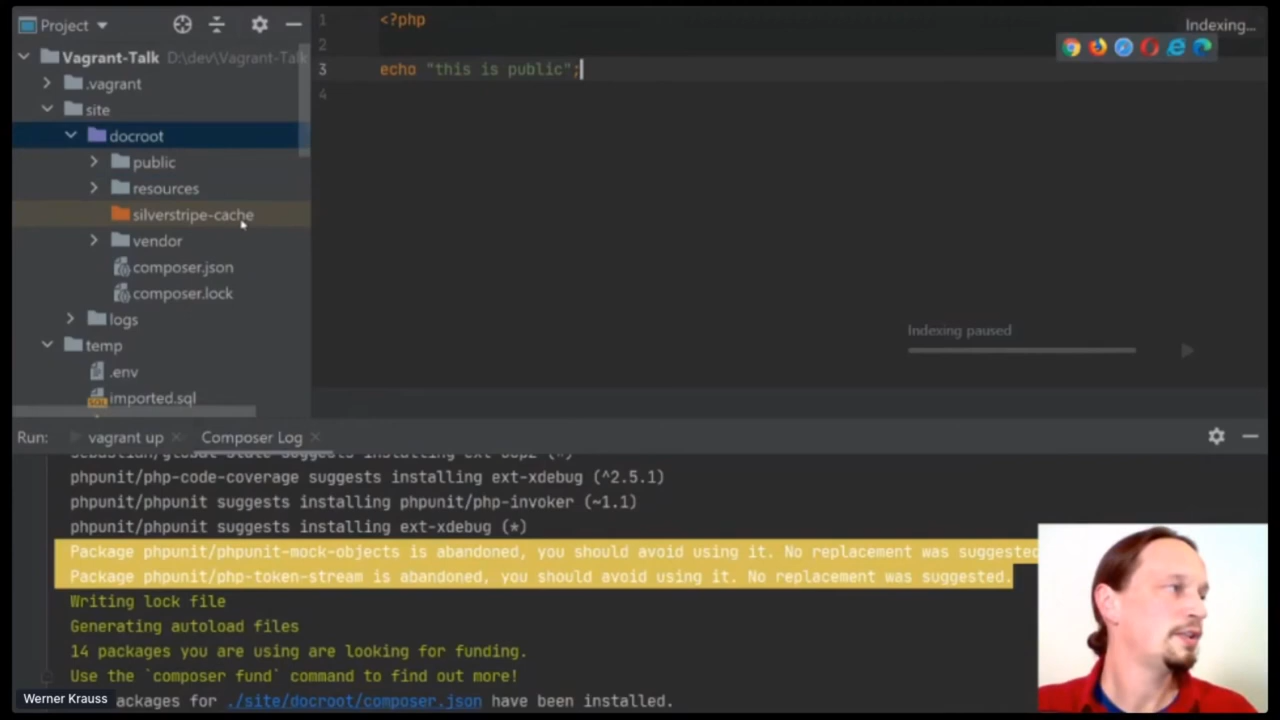 Project
Vagrant-Talk D:\dev\Vagrant-Talk
.vagrant
site
docroot
public
resources
silverstripe-cache
vendor
composer.json
composer.lock
logs
temp
.env
imported.sql
1 <?php
2
3 echo "this is public";
4
Indexing...
Indexing paused
Run: vagrant up Composer Log
phpunit/php-code-coverage suggests installing ext-xdebug (^2.5.1)
phpunit/phpunit suggests installing phpunit/php-invoker (~1.1)
phpunit/phpunit suggests installing ext-xdebug (*)
Package phpunit/phpunit-mock-objects is abandoned, you should avoid using it. No replacement was suggested
Package phpunit/php-token-stream is abandoned, you should avoid using it. No replacement was suggested.
Writing lock file
Generating autoload files
14 packages you are using are looking for funding.
Use the `composer fund` command to find out more!
ackages for ./site/docroot/composer.json have been installed.
Werner Krauss